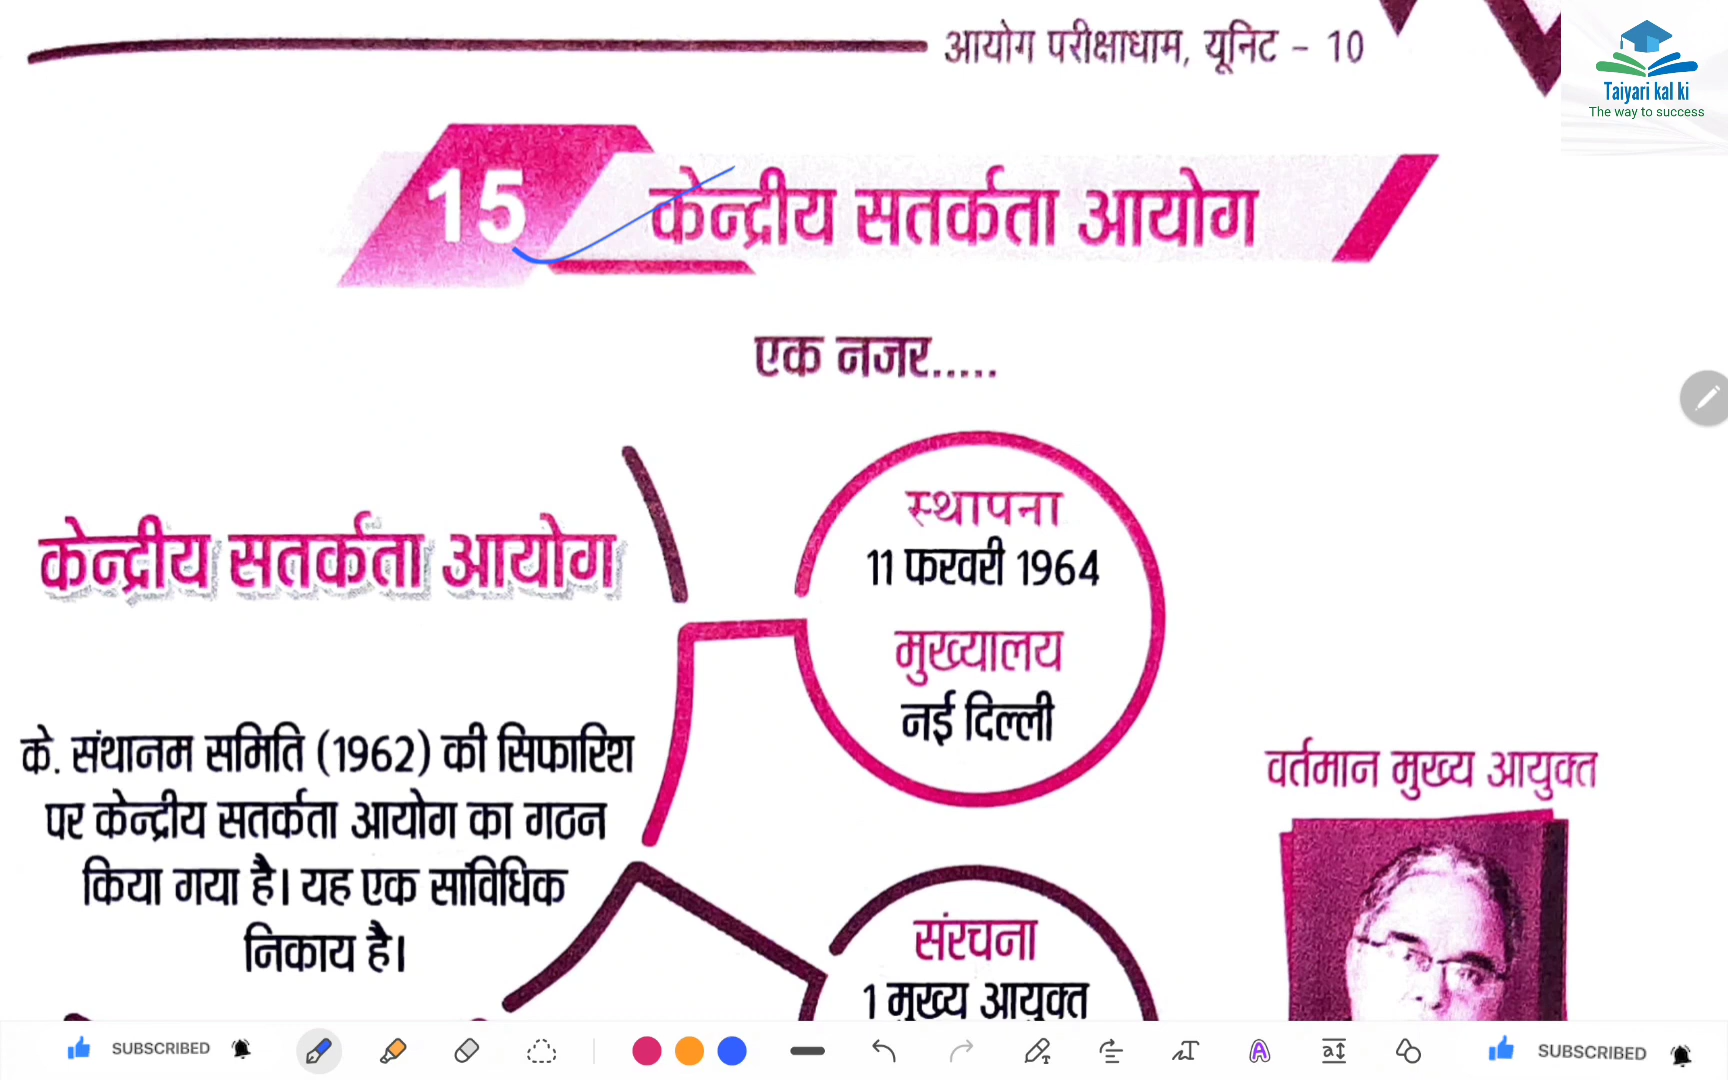 आयोग परीक्षाधाम, यूनिट - 10
Taiyari kal ki
The way to success
15 केन्द्रीय सतर्कता आयोग
एक नजर.....
केन्द्रीय सतर्कता आयोग
स्थापना
11 फरवरी 1964
मुख्यालय
नई दिल्ली
के. संथानम समिति (1962) की सिफारिश
पर केन्द्रीय सतर्कता आयोग का गठन
किया गया है। यह एक सांविधिक
निकाय है।
वर्तमान मुख्य आयुक्त
संरचना
1 मुख्य आयुक्त
SUBSCRIBED
SUBSCRIBED